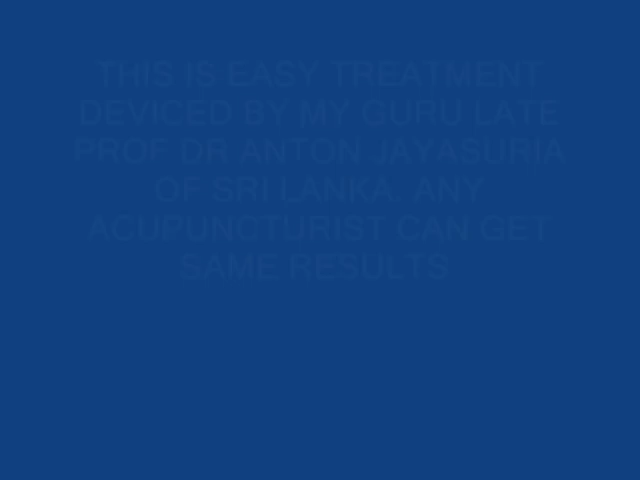 THIS IS EASY TREATMENT
DEVICED BY MY GURU LATE
PROF DR ANTON JAYASURIA
OF SRI LANKA. ANY
ACUPUNCTURIST CAN GET
SAME RESULTS